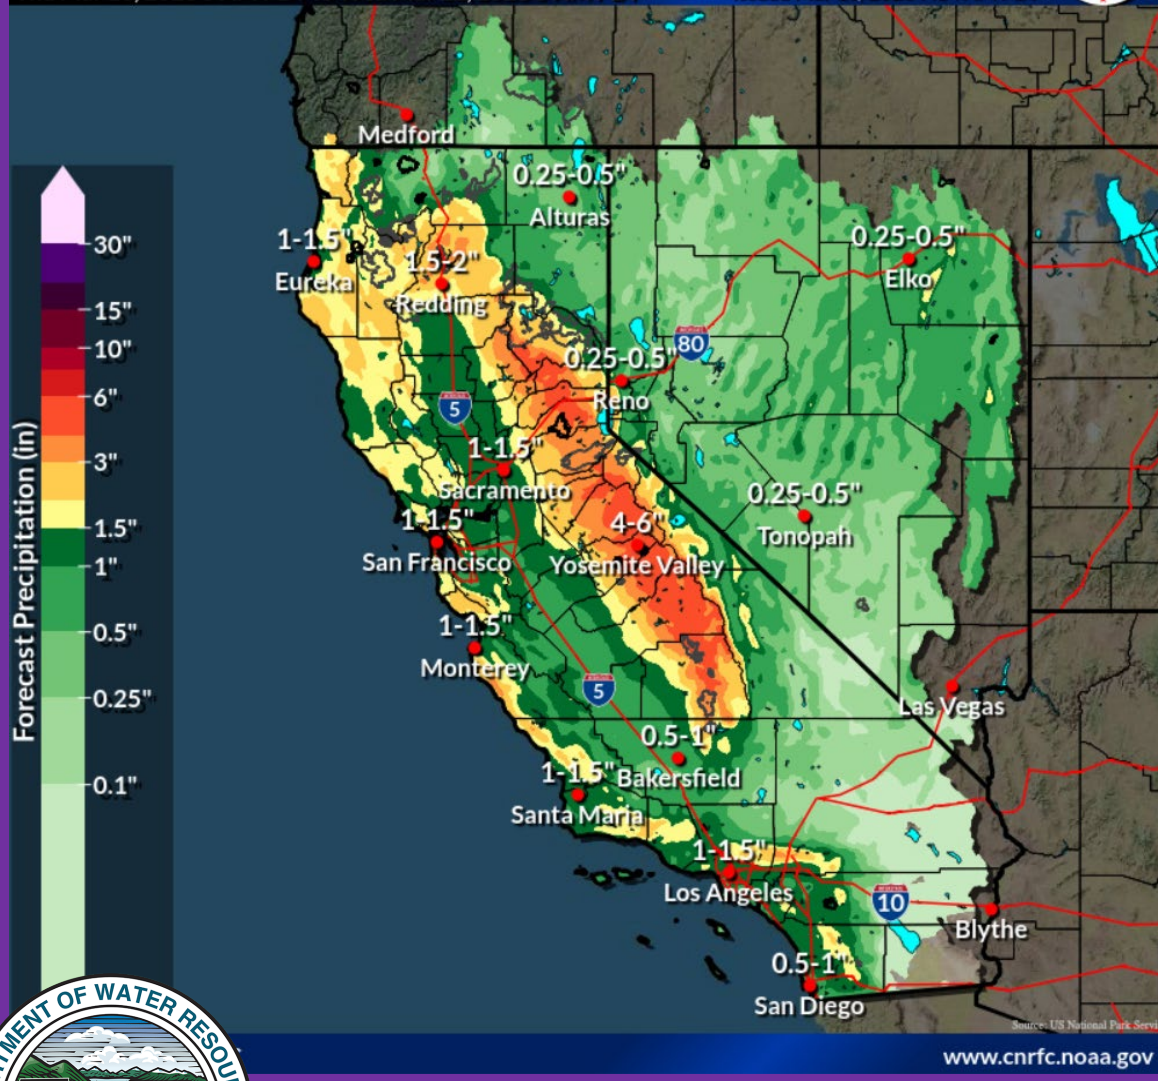 Medford
0.25-0.5"
Alturas
1-1.5"
Eureka
1.5-2"
Redding
0.25-0.5"
Elko
80
0.25-0.5"
Reno
5
1-1.5"
Sacramento
0.25-0.5"
Tonopah
1-1.5"
San Francisco
4-6"
Yosemite Valley
1-1.5"
Monterey
5
Las Vegas
0.5-1"
Bakersfield
1-1.5"
Santa Maria
1-1.5"
Los Angeles
10
Blythe
0.5-1"
San Diego
Forecast Precipitation (in)
30"
15"
10"
6"
3"
1.5"
1"
0.5"
0.25"
0.1"
OF WATER
Source: US National Park
www.cnrfc.noaa.gov